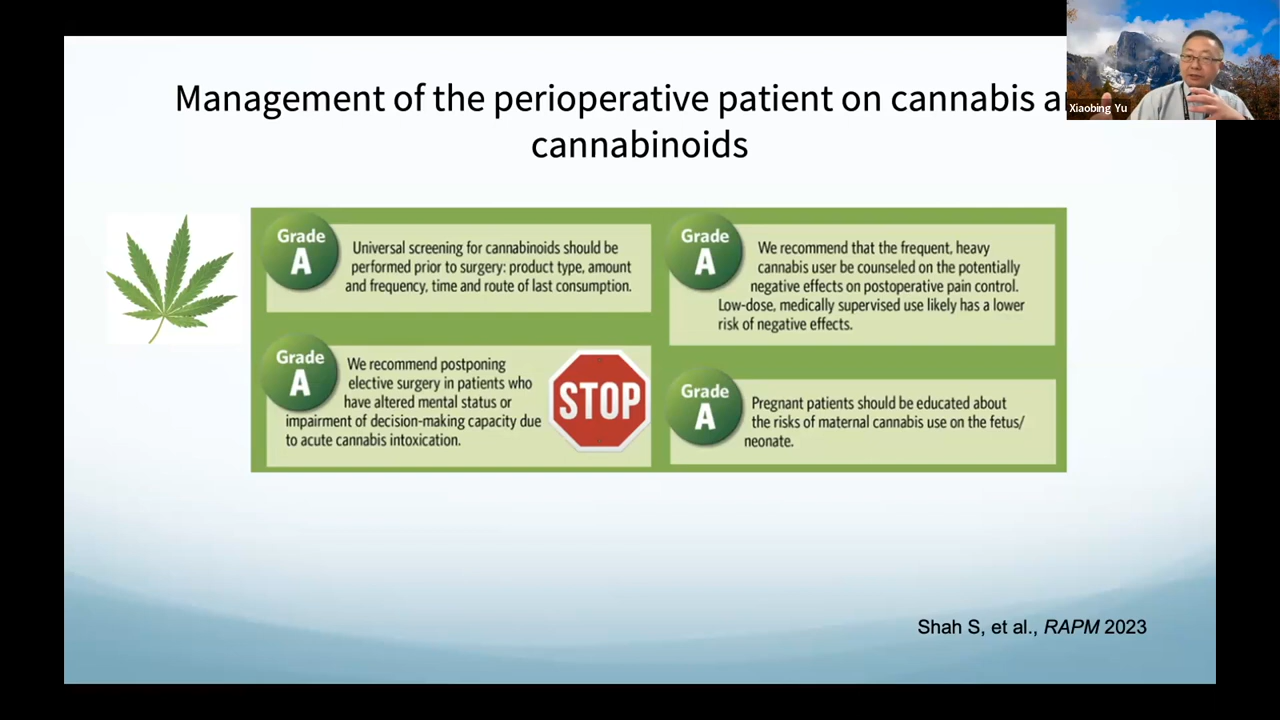 Management of the perioperative patient on cannabis a
cannabinoids
Xiaobing Yu
Grade
A
Universal screening for cannabinoids should be
performed prior to surgery: product type, amount
and frequency, time and route of last consumption.
Grade
A
We recommend postponing
elective surgery in patients who
have altered mental status or
impairment of decision-making capacity due
to acute cannabis intoxication.
STOP
Grade
A
We recommend that the frequent, heavy
cannabis user be counseled on the potentially
negative effects on postoperative pain control.
Low-dose, medically supervised use likely has a lower
risk of negative effects.
Grade
A
Pregnant patients should be educated about
the risks of maternal cannabis use on the fetus/
neonate.
Shah S, et al., RAPM 2023